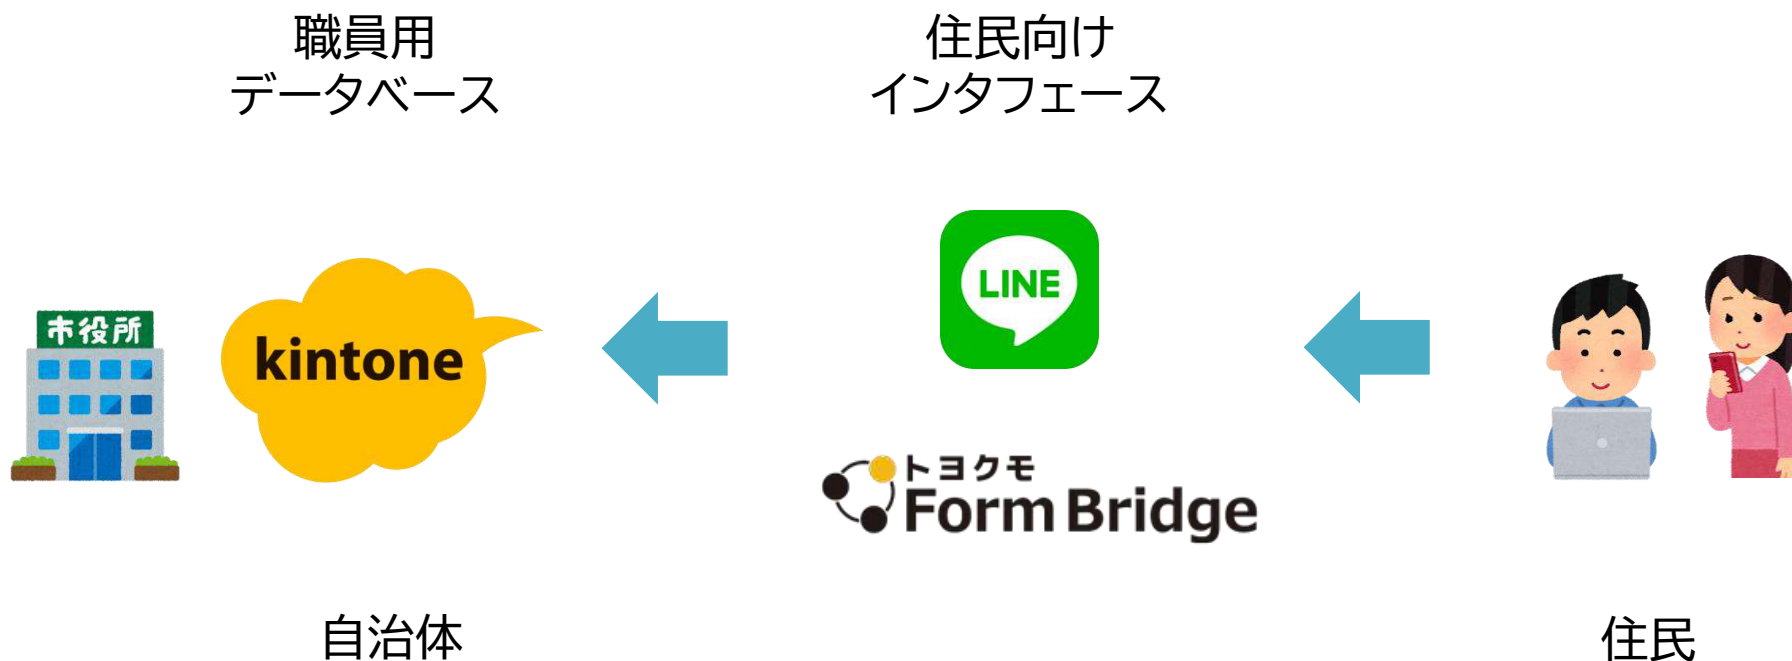 職員用
データベース
住民向け
インタフェース
市役所
kintone
LINE
トヨクモ
Form Bridge
自治体
住民